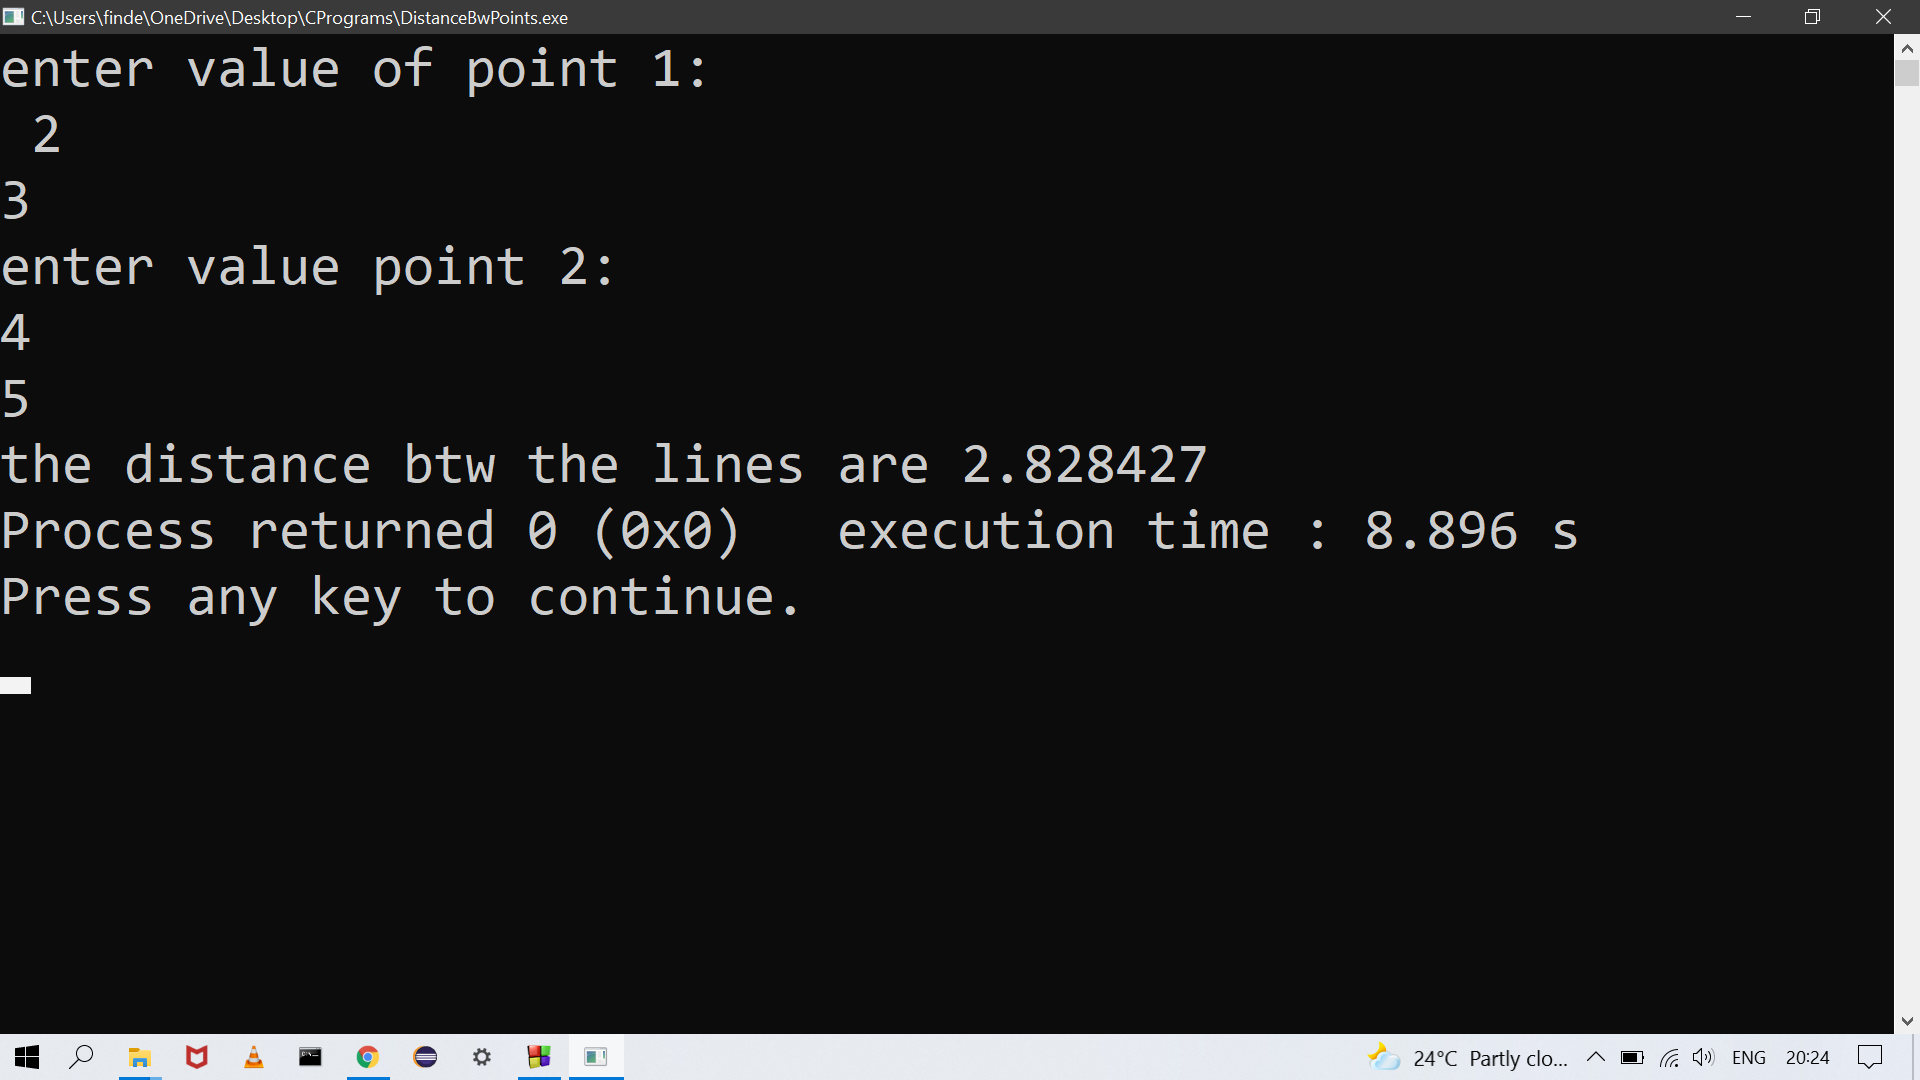 C:\Users\finde\OneDrive\Desktop\CPrograms\DistanceBwPoints.exe
enter value of point 1:
 2
3
enter value point 2:
4
5
the distance btw the lines are 2.828427
Process returned 0 (0x0)   execution time : 8.896 s
Press any key to continue.
24°C Partly clo... ENG 20:24